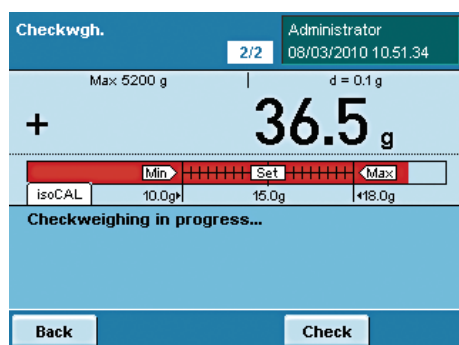 Checkwgh.
2/2
Administrator
08/03/2010 10.51.34
Max 5200 g
d = 0.1 g
+ 36.5 g
Min Set Max
isoCAL 10.0g 15.0g 18.0g
Checkweighing in progress...
Back Check